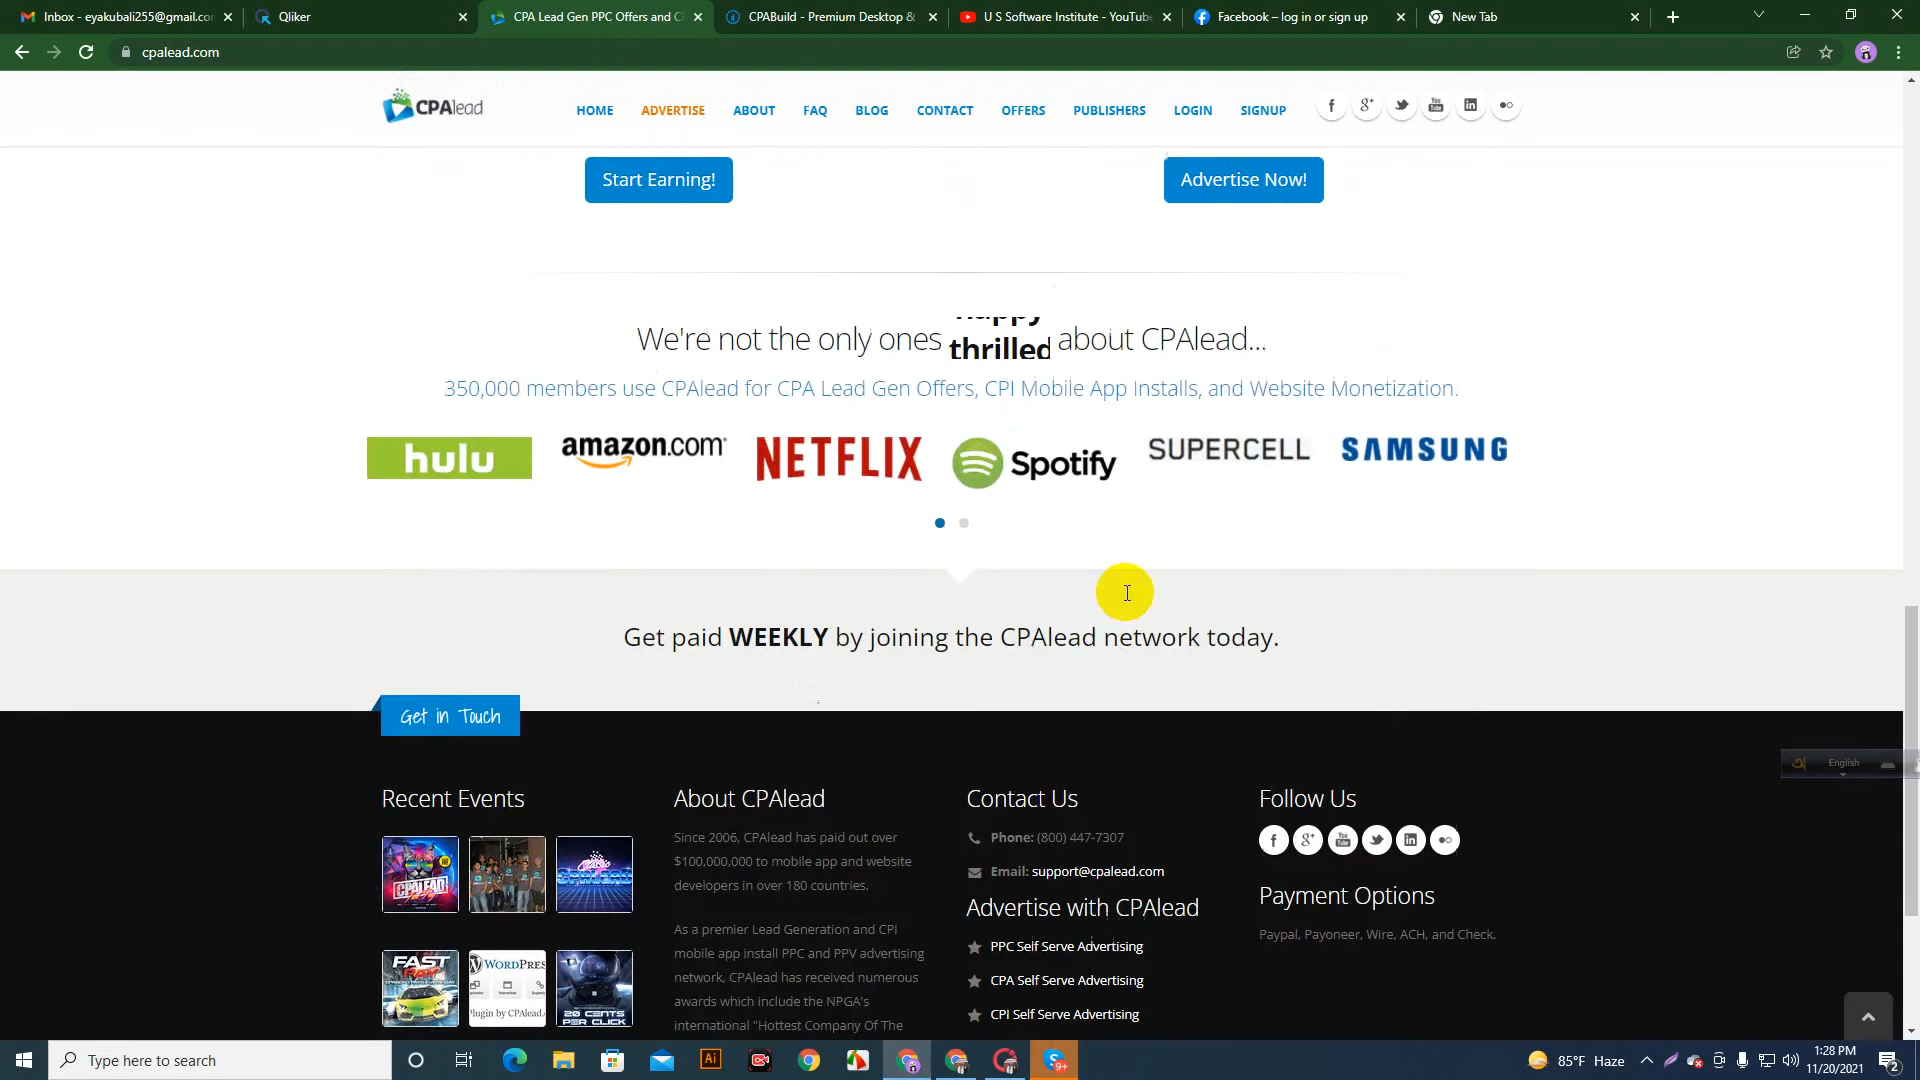 Inbox - eyakubali255@gmail.co
Qliker
CPA Lead Gen PPC Offers and C
CPABuild - Premium Desktop &
U S Software Institute - YouTube
Facebook – log in or sign up
New Tab
cpalead.com
CPAlead
HOME
ADVERTISE
ABOUT
FAQ
BLOG
CONTACT
OFFERS
PUBLISHERS
LOGIN
SIGNUP
Start Earning!
Advertise Now!
happy
We're not the only ones thrilled about CPAlead...
350,000 members use CPAlead for CPA Lead Gen Offers, CPI Mobile App Installs, and Website Monetization.
hulu
amazon.com
NETFLIX
Spotify
SUPERCELL
SAMSUNG
Get paid WEEKLY by joining the CPAlead network today.
Get in Touch
অ English
Recent Events
CPALEAD!
CPALEAD
FAST
PAY
WORDPRES
Plugin by CPAlead.
20 CENTS
PER CLICK
About CPAlead
Since 2006, CPAlead has paid out over
$100,000,000 to mobile app and website
developers in over 180 countries.
As a premier Lead Generation and CPI
mobile app install PPC and PPV advertising
network, CPAlead has received numerous
awards which include the NPGA's
international "Hottest Company Of The
Contact Us
Phone: (800) 447-7307
Email: support@cpalead.com
Advertise with CPAlead
PPC Self Serve Advertising
CPA Self Serve Advertising
CPI Self Serve Advertising
Follow Us
Payment Options
Paypal, Payoneer, Wire, ACH, and Check.
Type here to search
Ai
9+
85°F Haze
1:28 PM
11/20/2021
2